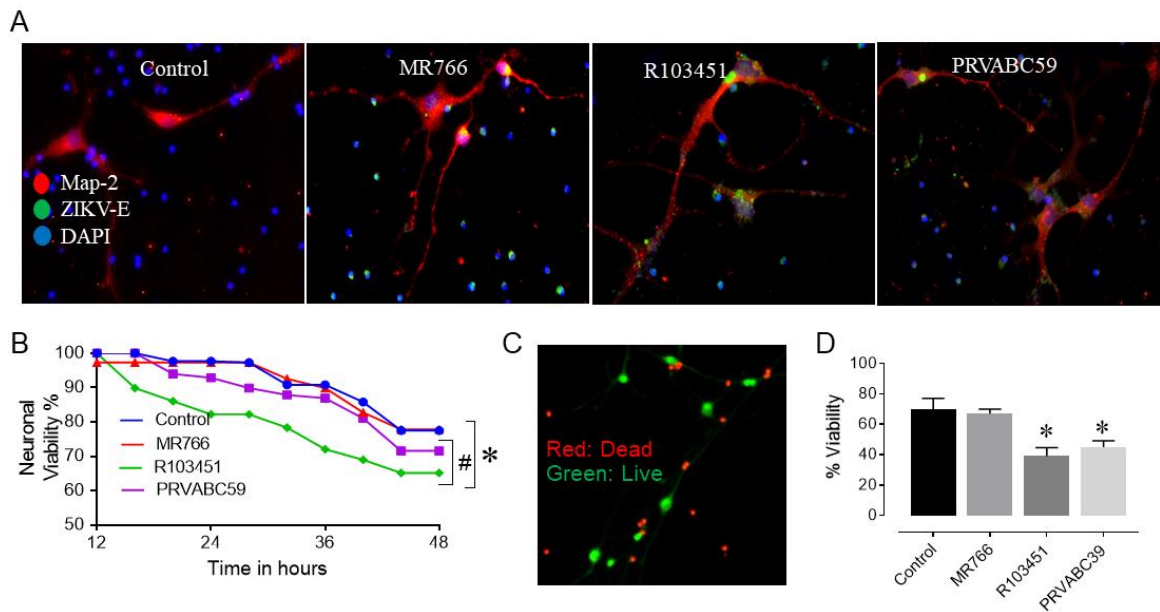 A
Control
MR766
R103451
PRVABC59
Map-2
ZIKV-E
DAPI
B
Neuronal
Viability %
100
90
80
70
60
50
Control
MR766
R103451
PRVABC59
# *
12 24 36 48
Time in hours
C
Red: Dead
Green: Live
D
% Viability
100
80
60
40
20
0
* *
Control
MR766
R103451
PRVABC39